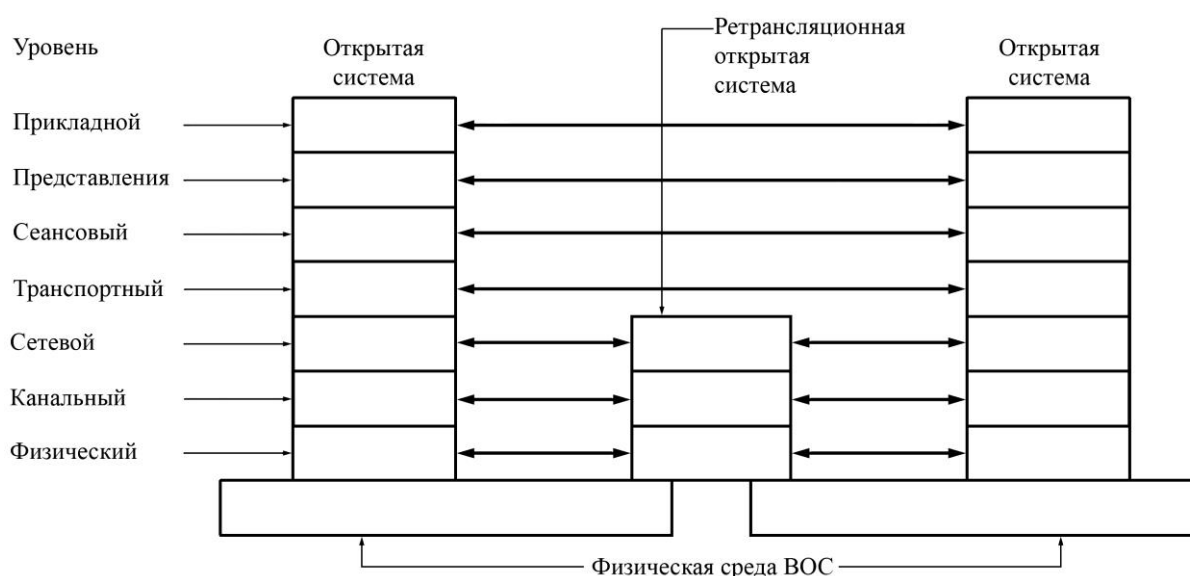 Уровень
Открытая
система
Ретрансляционная
открытая
система
Открытая
система
Прикладной
Представления
Сеансовый
Транспортный
Сетевой
Канальный
Физический
Физическая среда ВОС